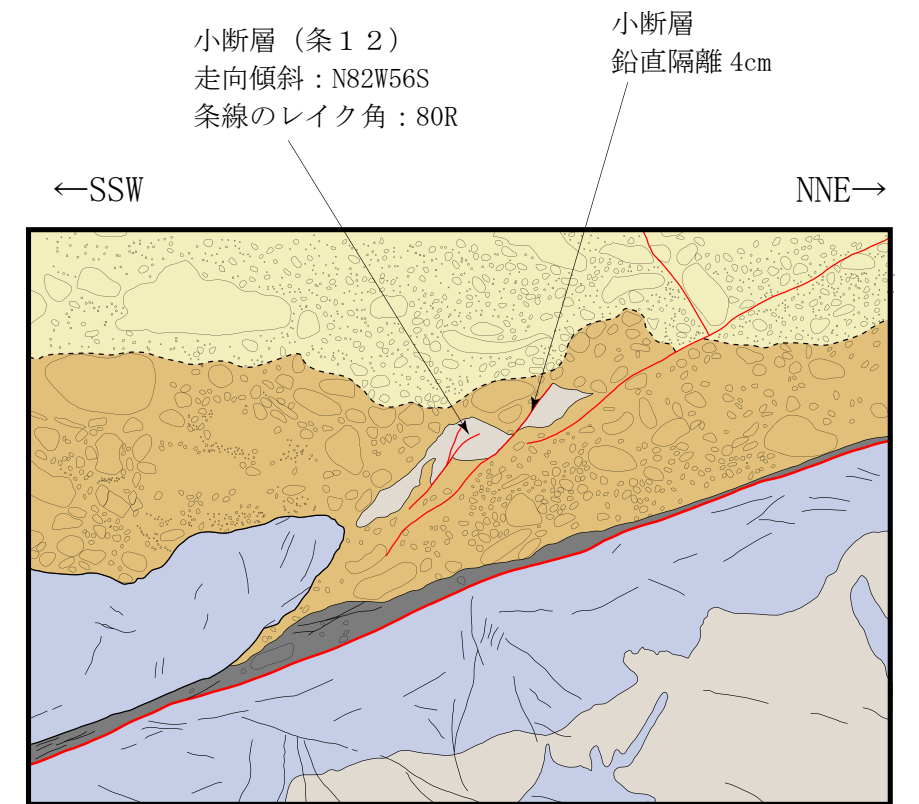 小断層（条１２）
走向傾斜：N82W56S
条線のレイク角：80R
小断層
鉛直隔離 4cm
←SSW
NNE→